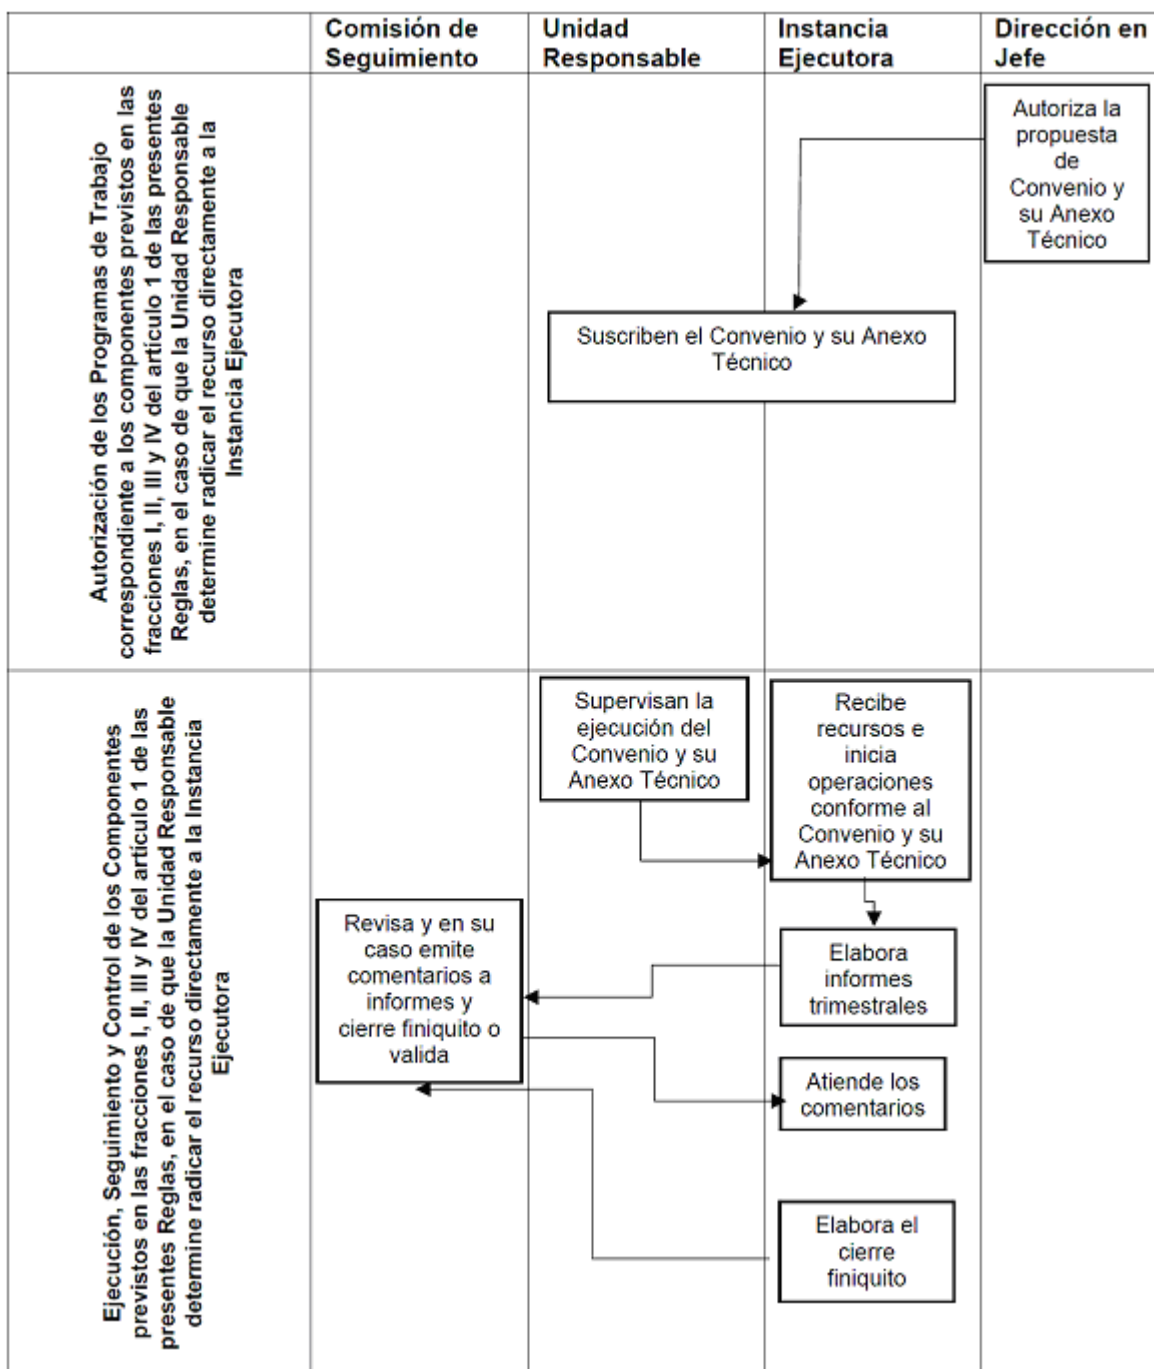 Comisión de
Seguimiento
Unidad
Responsable
Instancia
Ejecutora
Dirección en
Jefe
Autorización de los Programas de Trabajo
correspondiente a los componentes previstos en las
fracciones I, II, III y IV del artículo 1 de las presentes
Reglas, en el caso de que la Unidad Responsable
determine radicar el recurso directamente a la
Instancia Ejecutora
Autoriza la
propuesta
de
Convenio y
su Anexo
Técnico
Suscriben el Convenio y su Anexo
Técnico
Ejecución, Seguimiento y Control de los Componentes
previstos en las fracciones I, II, III y IV del artículo 1 de las
presentes Reglas, en el caso de que la Unidad Responsable
determine radicar el recurso directamente a la Instancia
Ejecutora
Supervisan la
ejecución del
Convenio y su
Anexo Técnico
Recibe
recursos e
inicia
operaciones
conforme al
Convenio y su
Anexo Técnico
Revisa y en su
caso emite
comentarios a
informes y
cierre finiquito o
valida
Elabora
informes
trimestrales
Atiende los
comentarios
Elabora el
cierre
finiquito